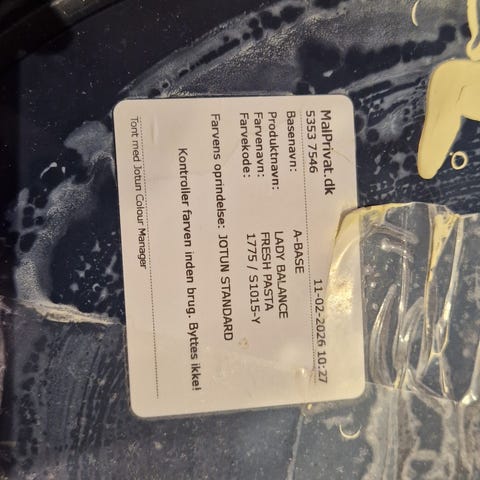 MalPrivat.dk
5353 7546 11-02-2026 10:27
Basenavn: A-BASE
Produktnavn: LADY BALANCE
Farvenavn: FRESH PASTA
Farvekode: 1775 / S1015-Y
Farvens oprindelse: JOTUN STANDARD
Kontroller farven inden brug. Byttes ikke!
Tont med Jotun Colour Manager